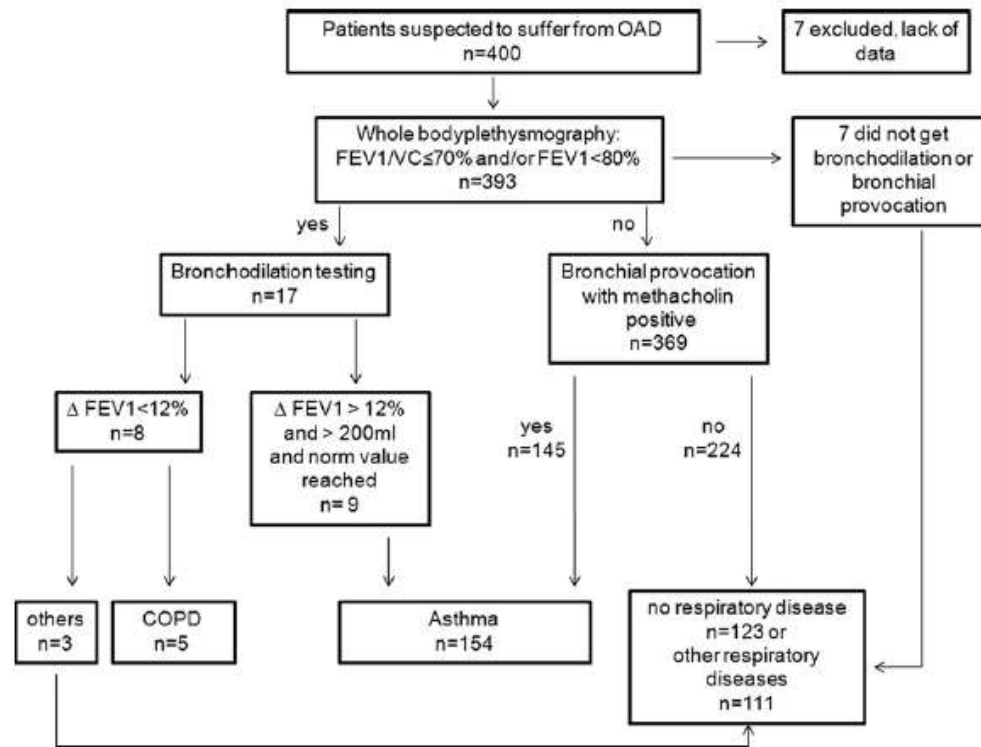 Patients suspected to suffer from OAD
n=400
7 excluded, lack of
data
Whole bodyplethysmography:
FEV1/VC≤70% and/or FEV1<80%
n=393
7 did not get
bronchodilation or
bronchial
provocation
yes
no
Bronchodilation testing
n=17
Bronchial provocation
with methacholin
positive
n=369
Δ FEV1<12%
n=8
Δ FEV1 > 12%
and > 200ml
and norm value
reached
n= 9
yes
n=145
no
n=224
others
n=3
COPD
n=5
Asthma
n=154
no respiratory disease
n=123 or
other respiratory
diseases
n=111